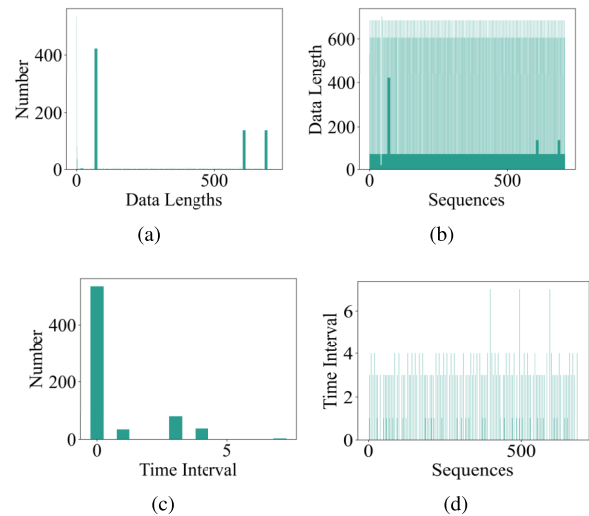 Number
400
200
0
0
500
Data Lengths
(a)
Data Length
600
400
200
0
0
500
Sequences
(b)
Number
400
200
0
0
5
Time Interval
(c)
Time Interval
6
4
2
0
0
500
Sequences
(d)